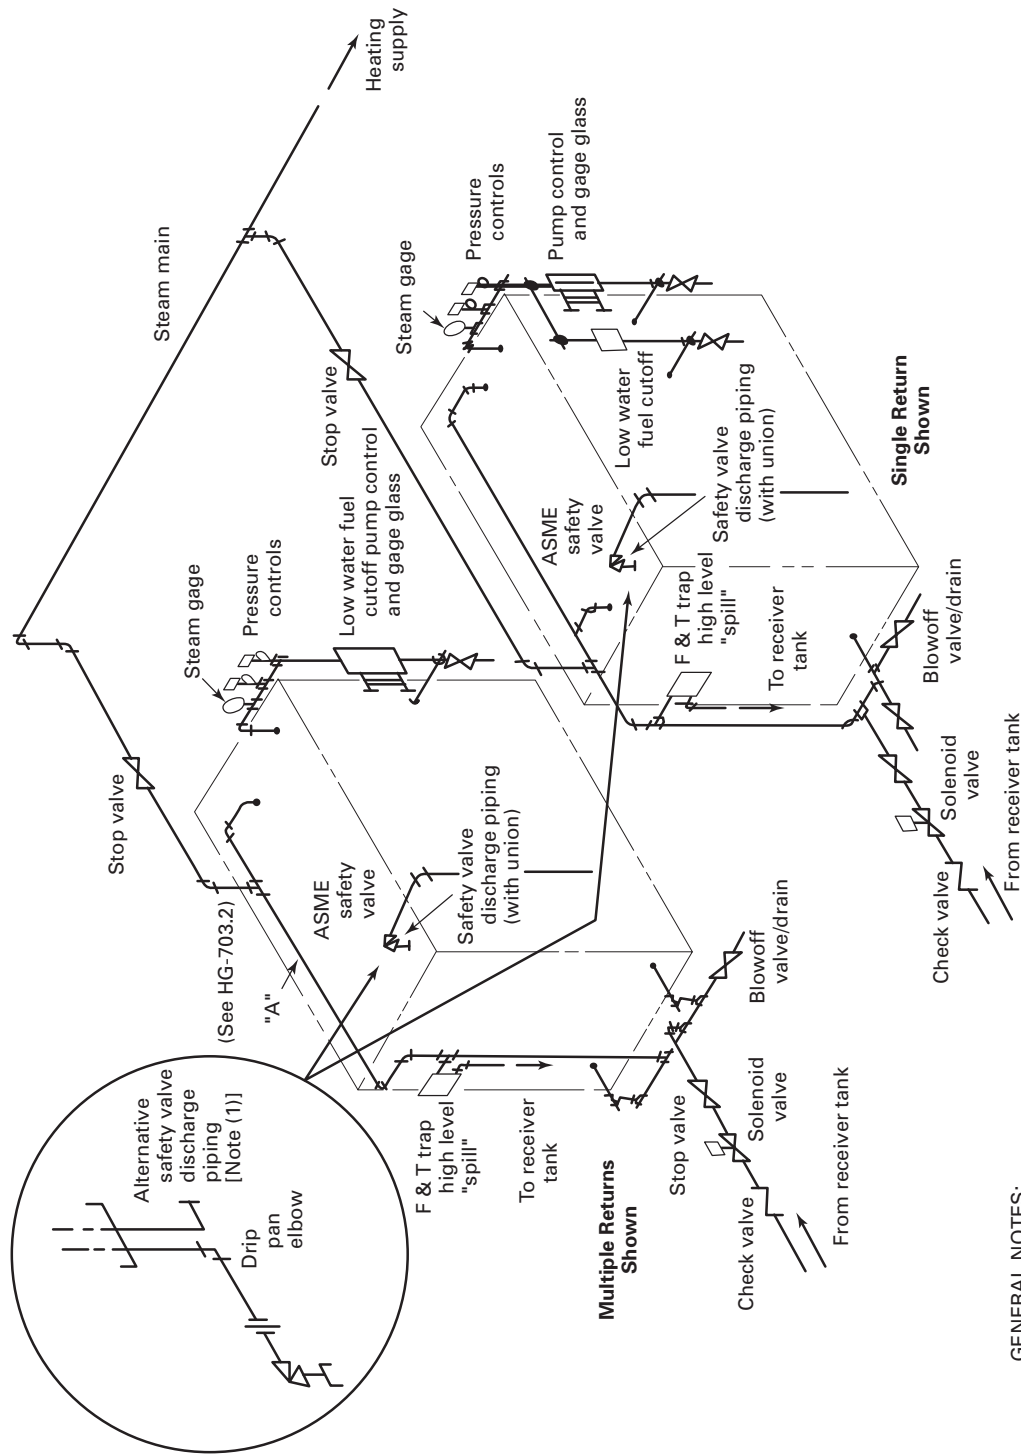 Heating
supply
Steam main
Steam gage
Pressure
controls
Pump control
and gage glass
Stop valve
Low water
fuel cutoff
Steam gage
Pressure
controls
Low water fuel
cutoff pump control
and gage glass
ASME
safety
valve
Safety valve
discharge piping
(with union)
Single Return
Shown
Stop valve
F & T trap
high level
"spill"
To receiver
tank
Blowoff
valve/drain
Solenoid
valve
Check valve
From receiver tank
(See HG-703.2)
"A"
ASME
safety
valve
Safety valve
discharge piping
(with union)
Blowoff
valve/drain
Alternative
safety valve
discharge
piping
[Note (1)]
Drip
pan
elbow
F & T trap
high level
"spill"
To receiver
tank
Multiple Returns
Shown
Stop valve
Solenoid
valve
Check valve
From receiver tank
GENERAL NOTES: